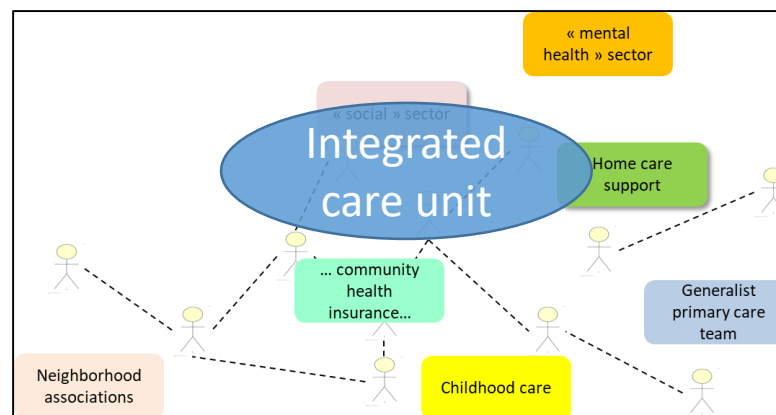 « mental
health » sector
« social » sector
Integrated
care unit
Home care
support
... community
health
insurance...
Generalist
primary care
team
Neighborhood
associations
Childhood care